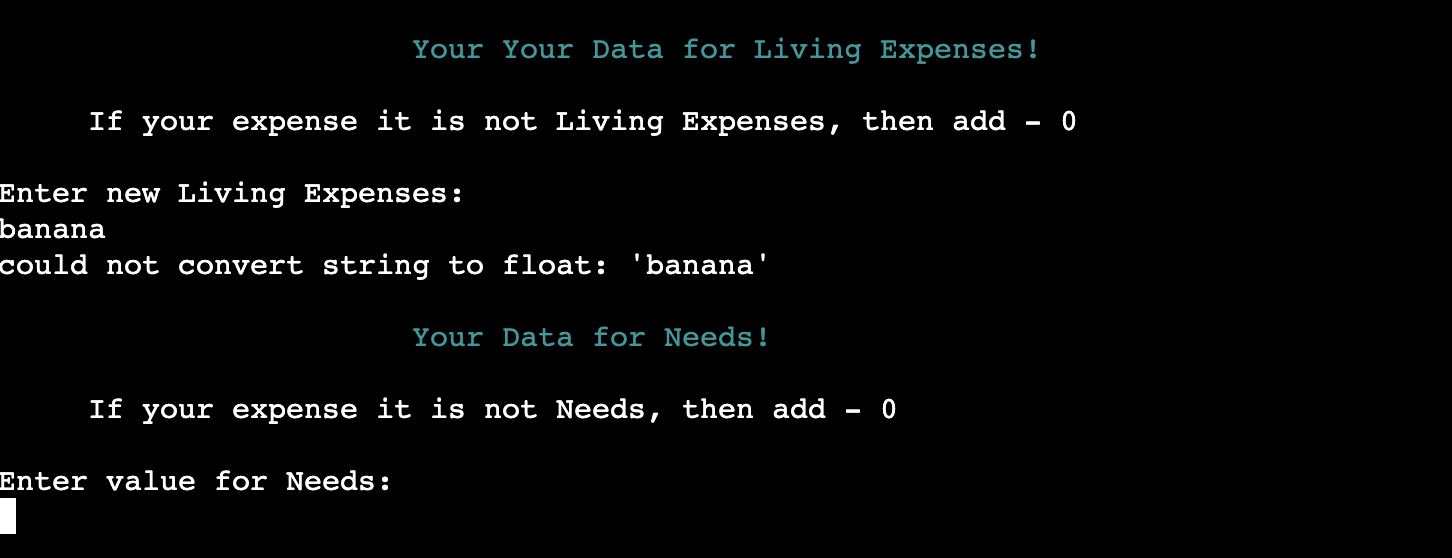 Your Your Data for Living Expenses!
If your expense it is not Living Expenses, then add - 0
Enter new Living Expenses:
banana
could not convert string to float: 'banana'
Your Data for Needs!
If your expense it is not Needs, then add - 0
Enter value for Needs: